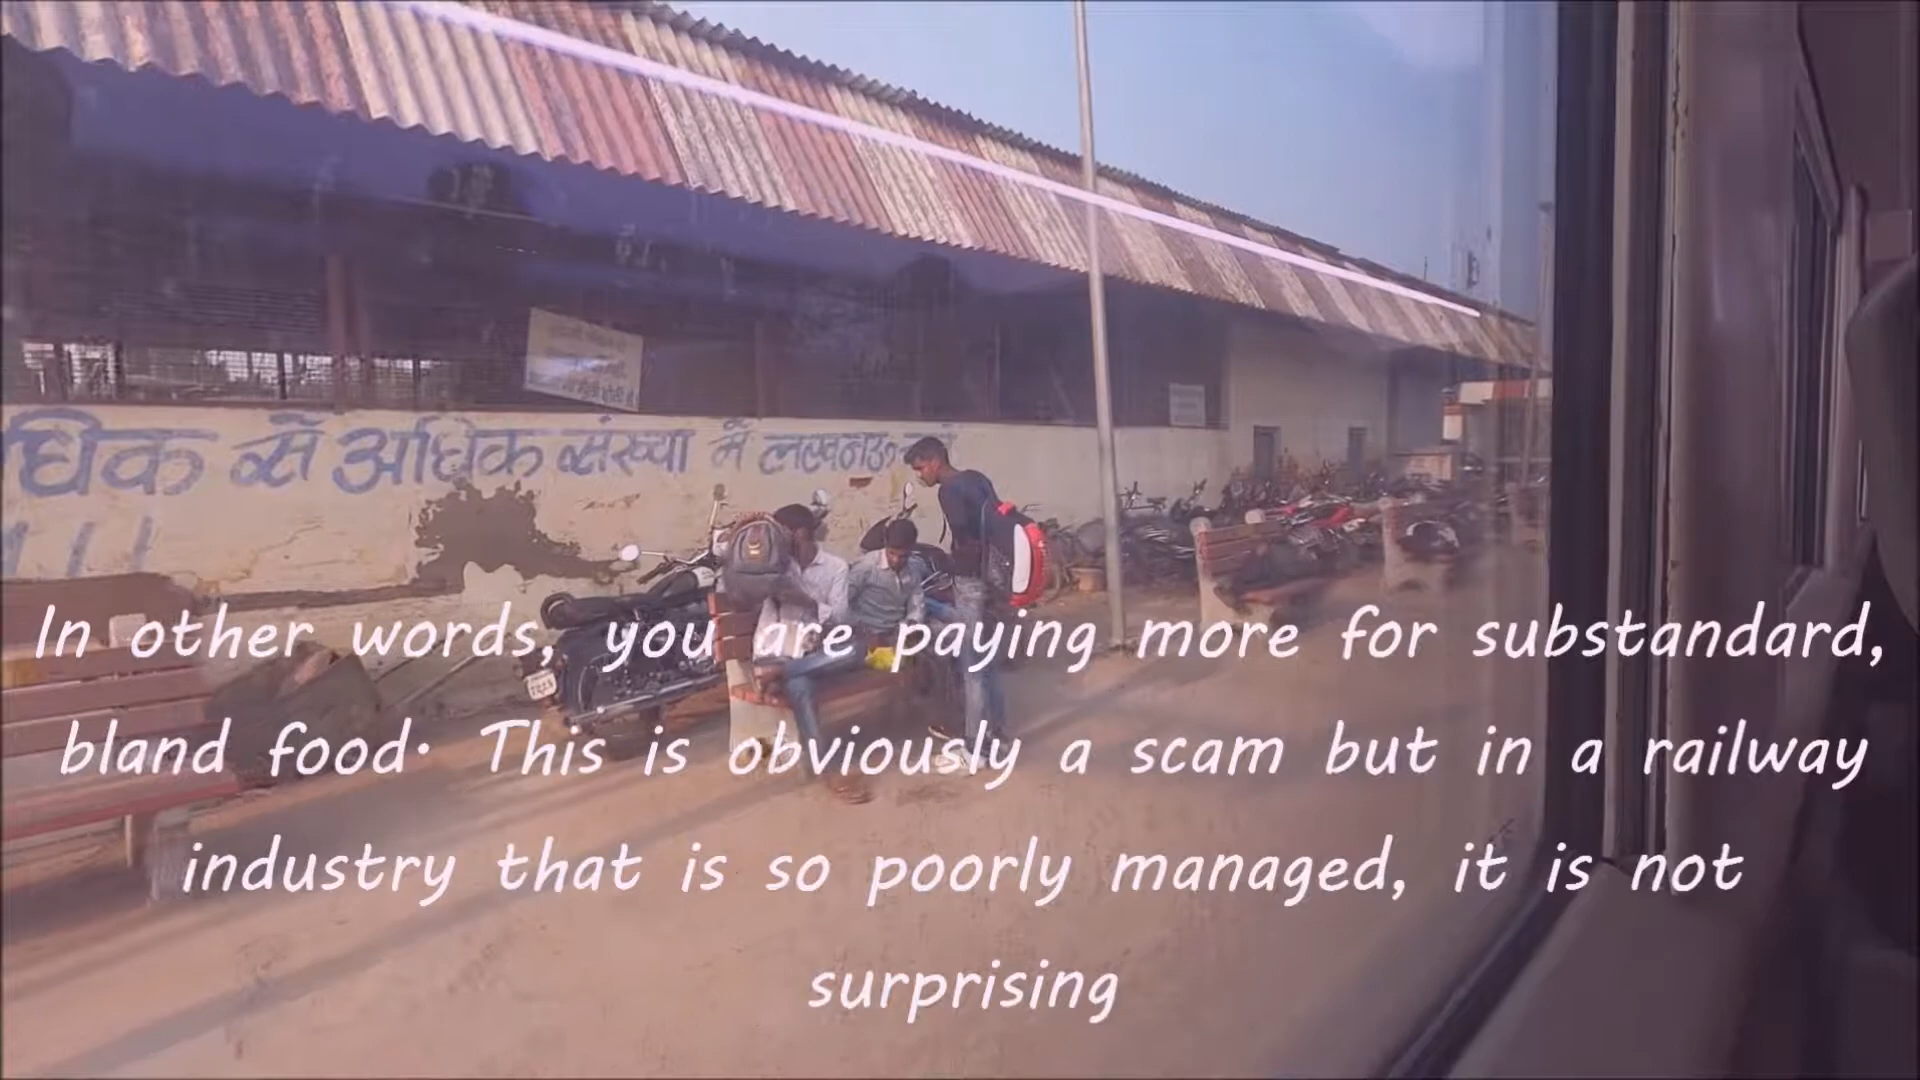 धिक से अधिक संख्या में लखनऊ
In other words, you are paying more for substandard,
bland food. This is obviously a scam but in a railway
industry that is so poorly managed, it is not
surprising